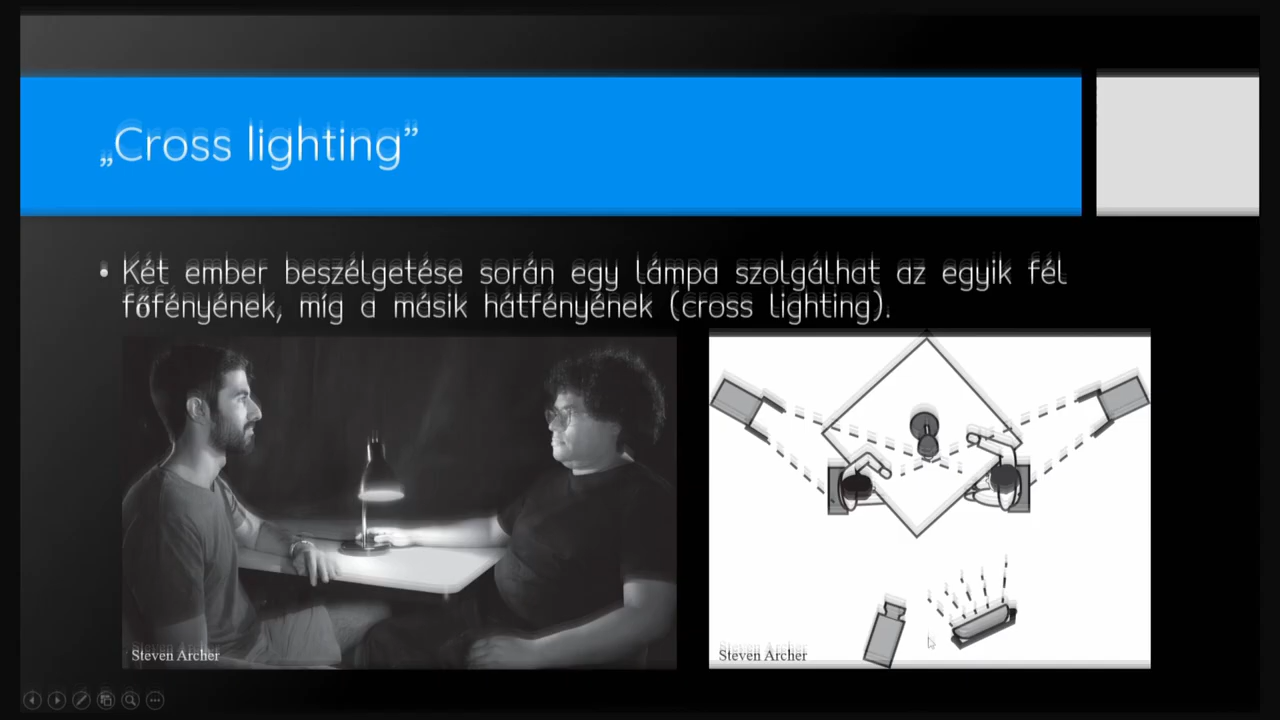 „Cross lighting”
• Két ember beszélgetése során egy lámpa szolgálhat az egyik fél
főfényének, míg a másik hátfényének (cross lighting).
Steven Archer
Steven Archer